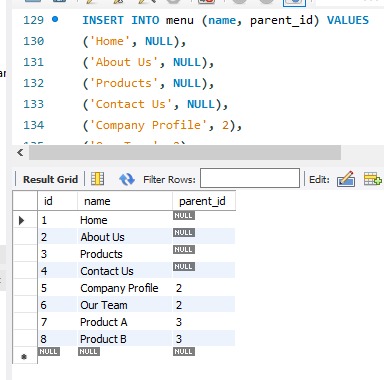 129 INSERT INTO menu (name, parent_id) VALUES
130 ('Home', NULL),
131 ('About Us', NULL),
132 ('Products', NULL),
133 ('Contact Us', NULL),
134 ('Company Profile', 2),
Result Grid Filter Rows: Edit:
id name parent_id
1 Home NULL
2 About Us NULL
3 Products NULL
4 Contact Us NULL
5 Company Profile 2
6 Our Team 2
7 Product A 3
8 Product B 3
NULL NULL NULL